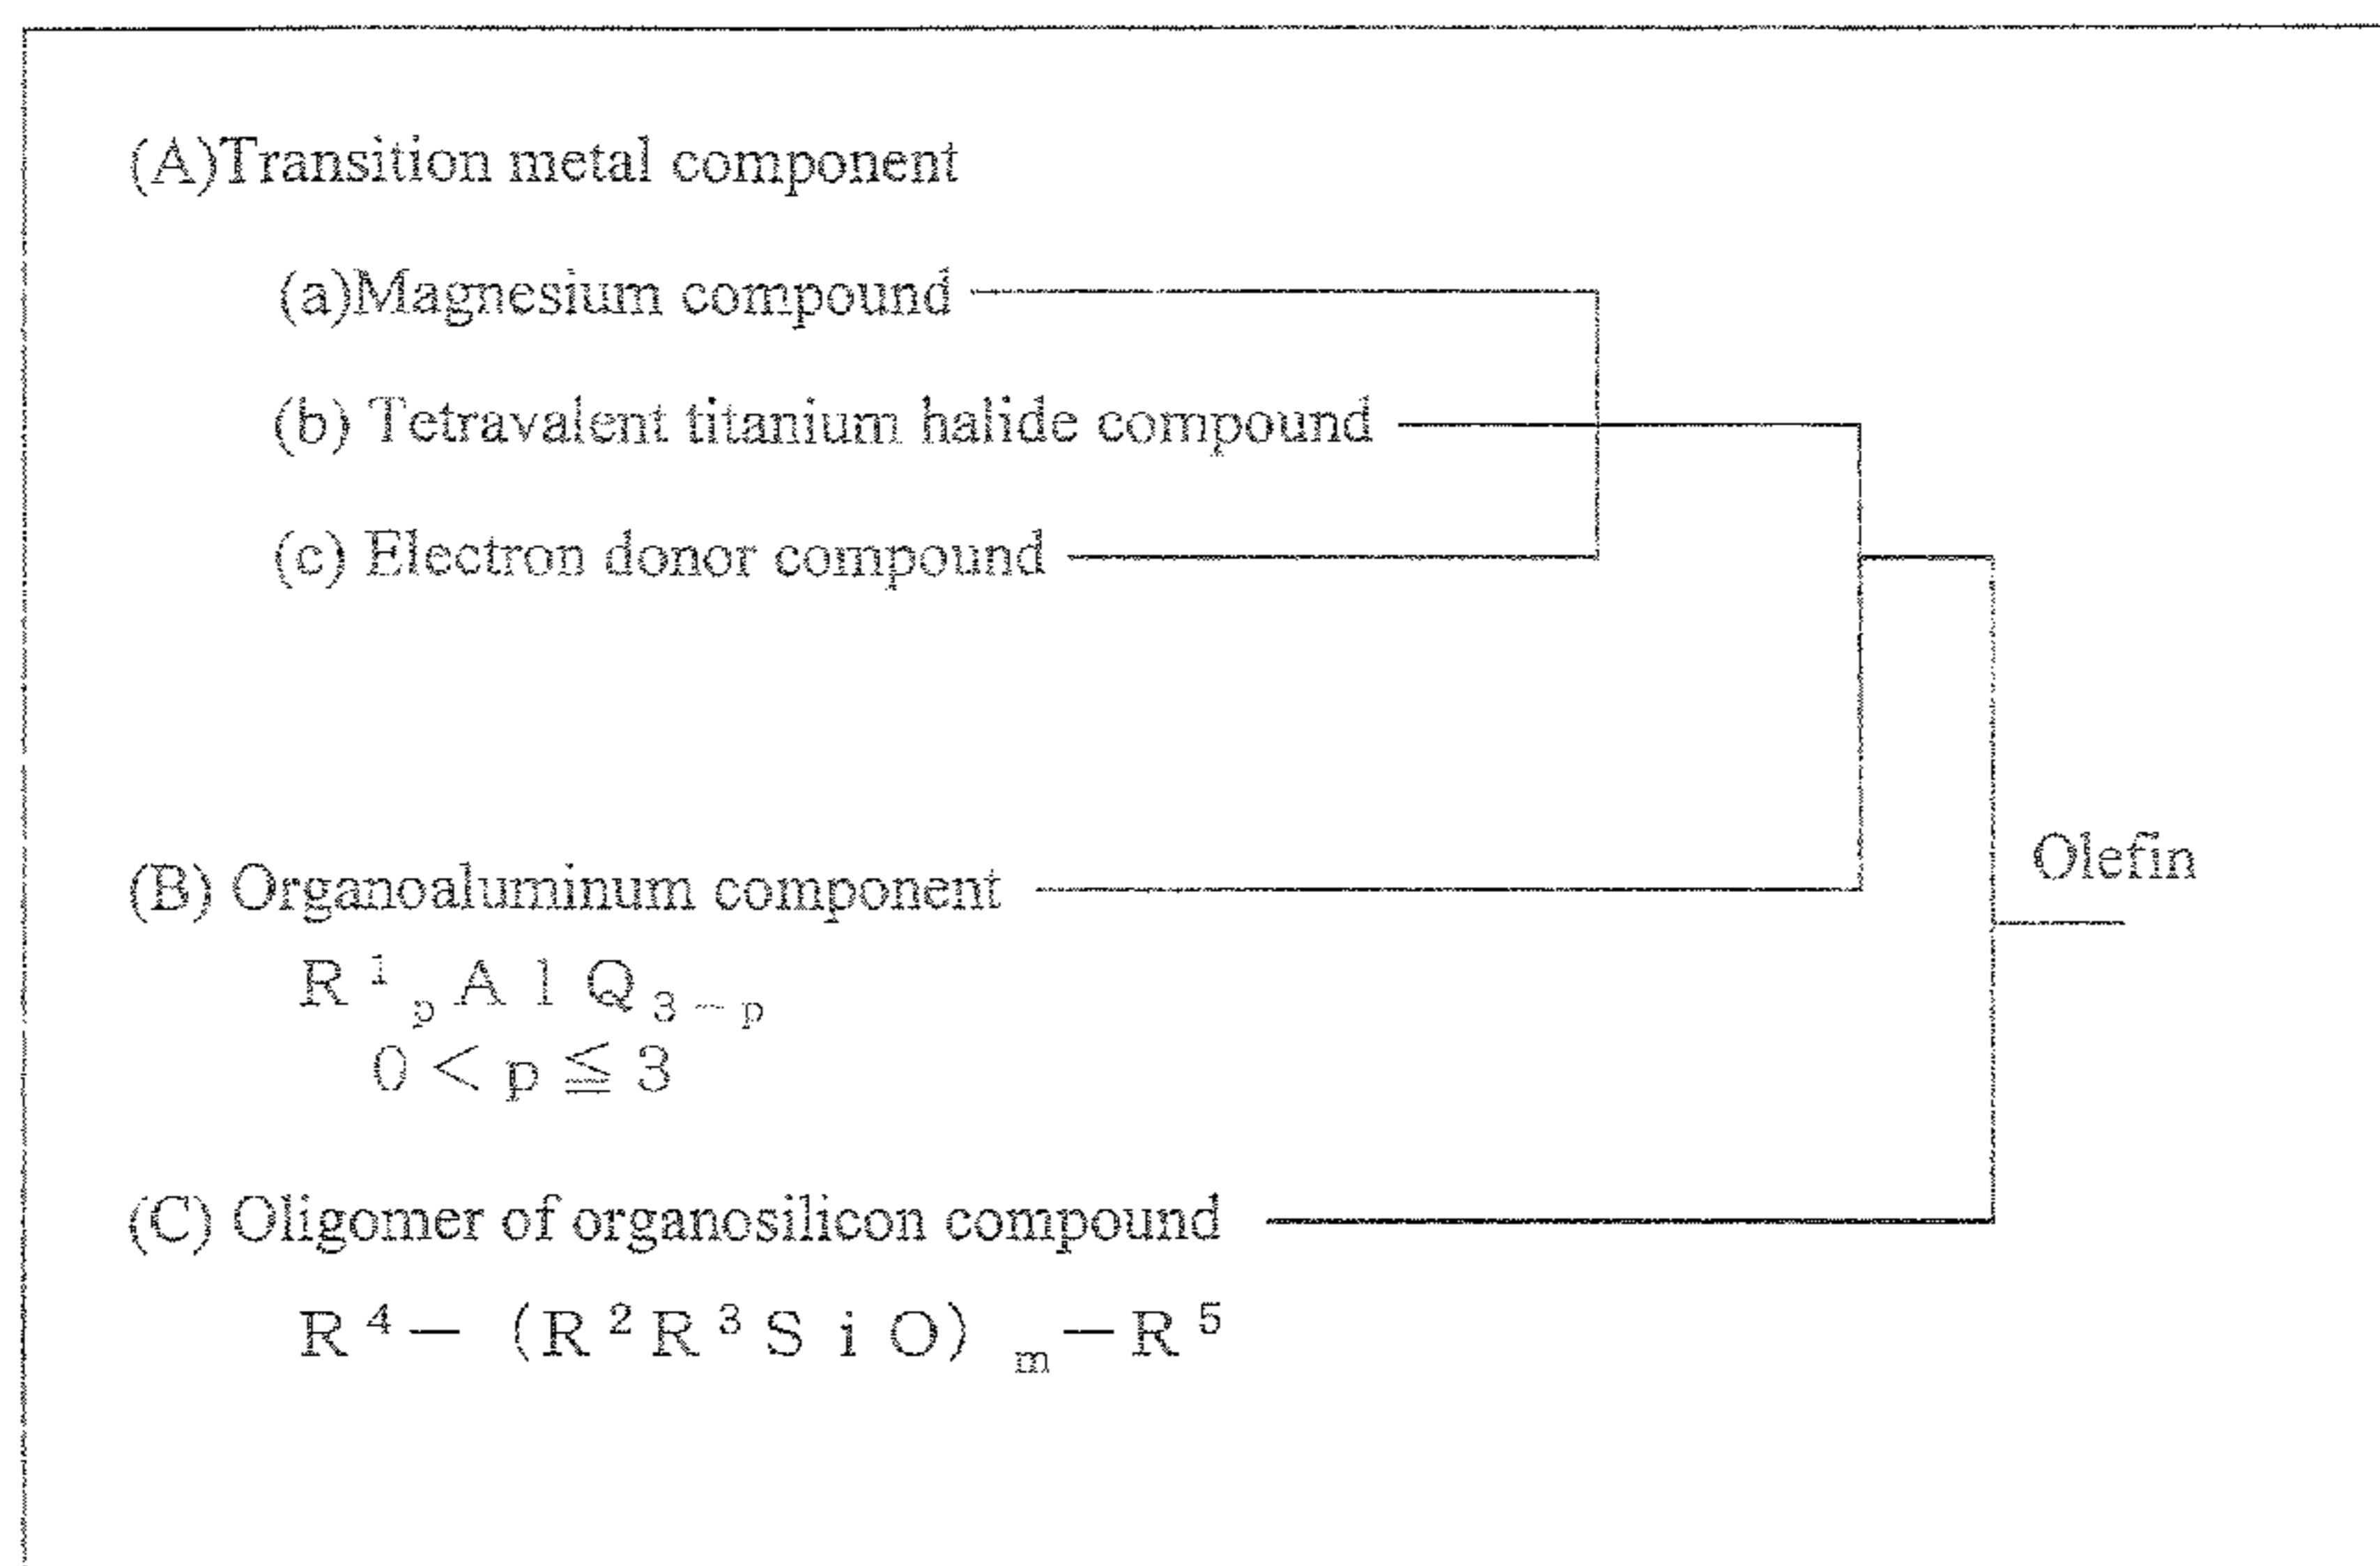 (A)Transition metal component
(a)Magnesium compound
(b) Tetravalent titanium halide compound
(c) Electron donor compound
(B) Organoaluminum component
Olefin
R¹ₚAlQ₃₋ₚ
0<p≦3
(C) Oligomer of organosilicon compound
R⁴—(R²R³SiO)ₘ—R⁵